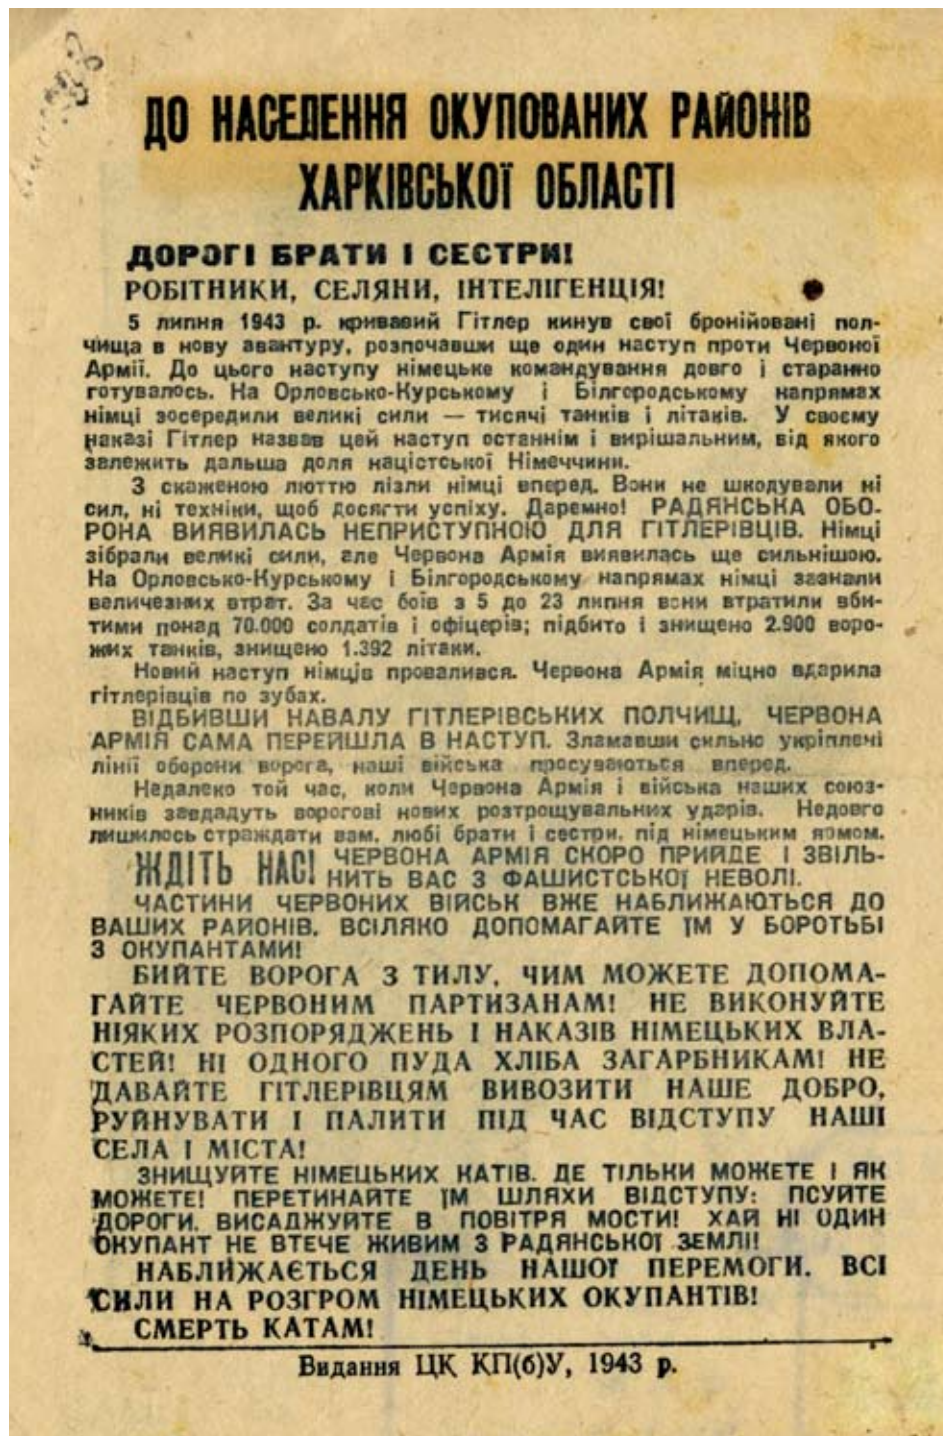 ДО НАСЕЛЕННЯ ОКУПОВАНИХ РАЙОНІВ
ХАРКІВСЬКОЇ ОБЛАСТІ
ДОРОГІ БРАТИ І СЕСТРИ!
РОБІТНИКИ, СЕЛЯНИ, ІНТЕЛІГЕНЦІЯ!
5 липня 1943 р. кривавий Гітлер кинув свої бронійовані пол-
чища в нову авантуру, розпочавши ще один наступ проти Червоної
Армії. До цього наступу німецьке командування довго і старанно
готувалось. На Орловсько-Курському і Білгородському напрямах
німці зосередили великі сили — тисячі танків і літаків. У своєму
наказі Гітлер назвав цей наступ останнім і вирішальним, від якого
залежить дальша доля націстської Німеччини.
З скаженою люттю лізли німці вперед. Вони не шкодували ні
сил, ні техніки, щоб досягти успіху. Даремно! РАДЯНСЬКА ОБО-
РОНА ВИЯВИЛАСЬ НЕПРИСТУПНОЮ ДЛЯ ГІТЛЕРІВЦІВ. Німці
зібрали великі сили, але Червона Армія виявилась ще сильнішою.
На Орловсько-Курському і Білгородському напрямах німці зазнали
величезних втрат. За час боїв з 5 до 23 липня вони втратили вби-
тими понад 70.000 солдатів і офіцерів; підбито і знищено 2.900 воро-
жих танків, знищено 1.392 літаки.
Новий наступ німців провалився. Червона Армія міцно вдарила
гітлерівців по зубах.
ВІДБИВШИ НАВАЛУ ГІТЛЕРІВСЬКИХ ПОЛЧИЩ, ЧЕРВОНА
АРМІЯ САМА ПЕРЕЙШЛА В НАСТУП. Зламавши сильно укріплені
лінії оборони ворога, наші війська просуваються вперед.
Недалеко той час, коли Червона Армія і війська наших союз-
ників завдадуть ворогові нових розтрощувальних ударів. Недовго
лишилось страждати вам, любі брати і сестри, під німецьким ярмом.
ЖДІТЬ НАС! ЧЕРВОНА АРМІЯ СКОРО ПРИЙДЕ І ЗВІЛЬ-
НИТЬ ВАС З ФАШИСТСЬКОЇ НЕВОЛІ.
ЧАСТИНИ ЧЕРВОНИХ ВІЙСЬК ВЖЕ НАБЛИЖАЮТЬСЯ ДО
ВАШИХ РАЙОНІВ. ВСІЛЯКО ДОПОМАГАЙТЕ ЇМ У БОРОТЬБІ
З ОКУПАНТАМИ!
БИЙТЕ ВОРОГА З ТИЛУ, ЧИМ МОЖЕТЕ ДОПОМА-
ГАЙТЕ ЧЕРВОНИМ ПАРТИЗАНАМ! НЕ ВИКОНУЙТЕ
НІЯКИХ РОЗПОРЯДЖЕНЬ І НАКАЗІВ НІМЕЦЬКИХ ВЛА-
СТЕЙ! НІ ОДНОГО ПУДА ХЛІБА ЗАГАРБНИКАМ! НЕ
ДАВАЙТЕ ГІТЛЕРІВЦЯМ ВИВОЗИТИ НАШЕ ДОБРО,
РУЙНУВАТИ І ПАЛИТИ ПІД ЧАС ВІДСТУПУ НАШІ
СЕЛА І МІСТА!
ЗНИЩУЙТЕ НІМЕЦЬКИХ КАТІВ, ДЕ ТІЛЬКИ МОЖЕТЕ І ЯК
МОЖЕТЕ! ПЕРЕТИНАЙТЕ ЇМ ШЛЯХИ ВІДСТУПУ: ПСУЙТЕ
ДОРОГИ, ВИСАДЖУЙТЕ В ПОВІТРЯ МОСТИ! ХАЙ НІ ОДИН
ОКУПАНТ НЕ ВТЕЧЕ ЖИВИМ З РАДЯНСЬКОЇ ЗЕМЛІ!
НАБЛИЖАЄТЬСЯ ДЕНЬ НАШОЇ ПЕРЕМОГИ. ВСІ
СИЛИ НА РОЗГРОМ НІМЕЦЬКИХ ОКУПАНТІВ!
СМЕРТЬ КАТАМ!
Видання ЦК КП(б)У, 1943 р.